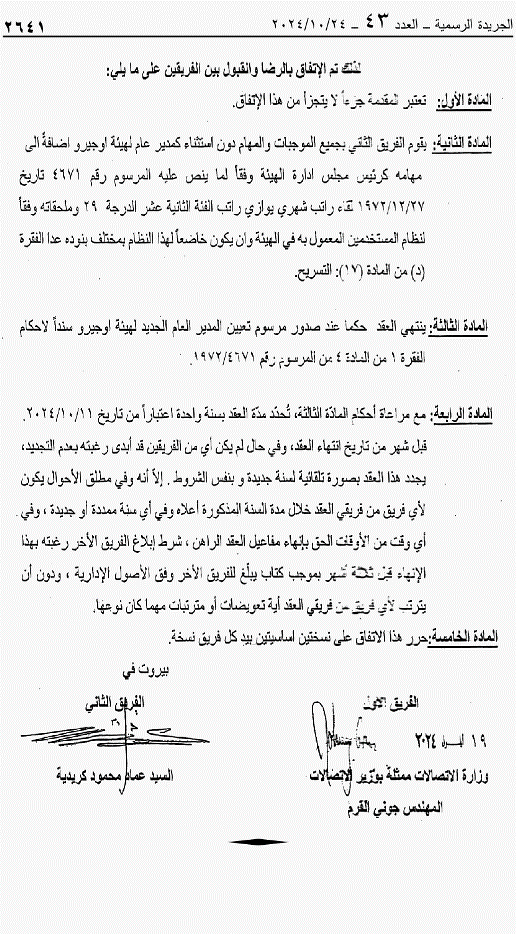 الجريدة الرسمية – العدد ٤٣ – ٢٠٢٤/١٠/٢٤
٢٦٤١
لذلك تم الإتفاق بالرضا والقبول بين الفريقين على ما يلي:
المادة الأولى: تعتبر المقدمة جزءاً لا يتجزأ من هذا الإتفاق.
المادة الثانية: يقوم الفريق الثاني بجميع الموجبات والمهام دون استثناء كمدير عام لهيئة اوجيرو اضافةً الى
مهامه كرئيس مجلس ادارة الهيئة وفقاً لما ينص عليه المرسوم رقم ٤٦٧١ تاريخ
١٩٧٢/١٢/٢٧ لقاء راتب شهري يوازي راتب الفئة الثانية عشر الدرجة ٢٩ وملحقاته وفقاً
لنظام المستخدمين المعمول به في الهيئة وان يكون خاضعاً لهذا النظام بمختلف بنوده عدا الفقرة
(د) من المادة (١٧): التسريح.
المادة الثالثة: ينتهي العقد حكما عند صدور مرسوم تعيين المدير العام الجديد لهيئة اوجيرو سنداً لاحكام
الفقرة ١ من المادة ٤ من المرسوم رقم ١٩٧٢/٤٦٧١.
المادة الرابعة: مع مراعاة أحكام المادّة الثالثة، تُحدّد مدّة العقد بسنة واحدة اعتباراً من تاريخ ٢٠٢٤/١٠/١١.
قبل شهر من تاريخ انتهاء العقد، وفي حال لم يكن أي من الفريقين قد أبدى رغبته بعدم التجديد،
يجدد هذا العقد بصورة تلقائية لسنة جديدة و بنفس الشروط . إلاّ أنه وفي مطلق الأحوال يكون
لأي فريق من فريقي العقد خلال مدة السنة المذكورة أعلاه وفي أي سنة ممددة أو جديدة ، وفي
أي وقت من الأوقات الحق بإنهاء مفاعيل العقد الراهن ، شرط إبلاغ الفريق الأخر رغبته بهذا
الإنهاء قبل ثلاثة أشهر بموجب كتاب يبلّغ للفريق الأخر وفق الأصول الإدارية ، ودون أن
يترتب لأي فريق من فريقي العقد أية تعويضات أو مترتبات مهما كان نوعها.
المادة الخامسة: حرر هذا الاتفاق على نسختين اساسيتين بيد كل فريق نسخة.
بيروت في
الفريق الاول
الفريق الثاني
١٩ ٢٠٢٤
وزارة الاتصالات ممثلة بوزير الاتصالات
السيد عماد محمود كريدية
المهندس جوني القرم